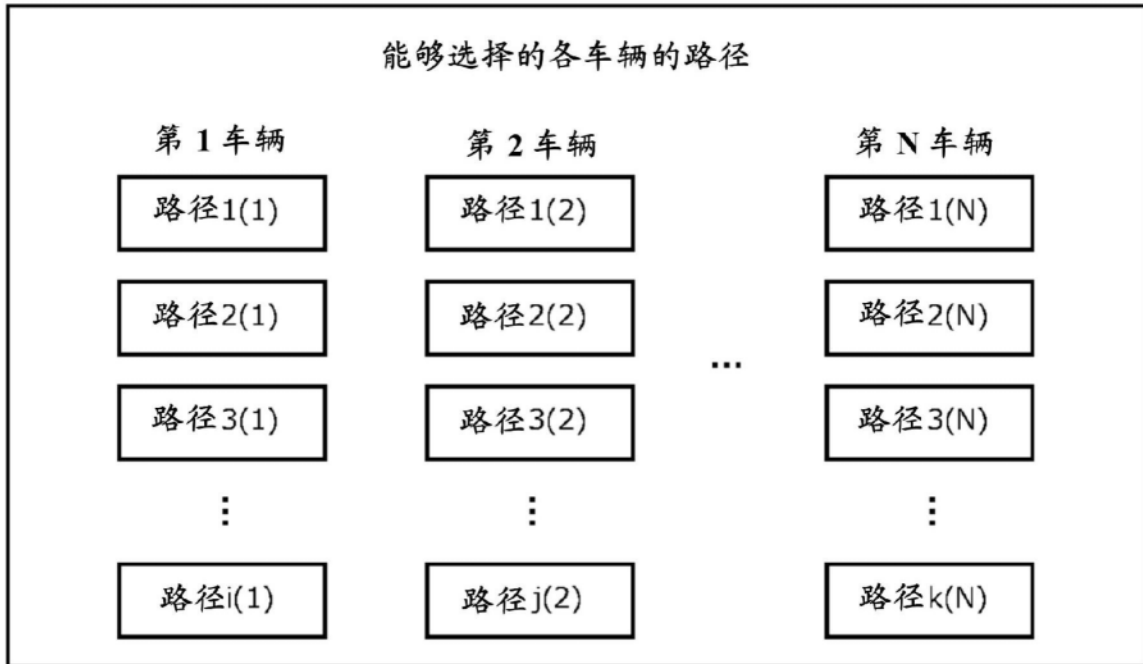 能够选择的各车辆的路径
第 1 车辆 第 2 车辆 第 N 车辆
路径1(1) 路径1(2) 路径1(N)
路径2(1) 路径2(2) 路径2(N)
...
路径3(1) 路径3(2) 路径3(N)
⋮ ⋮ ⋮
路径i(1) 路径j(2) 路径k(N)